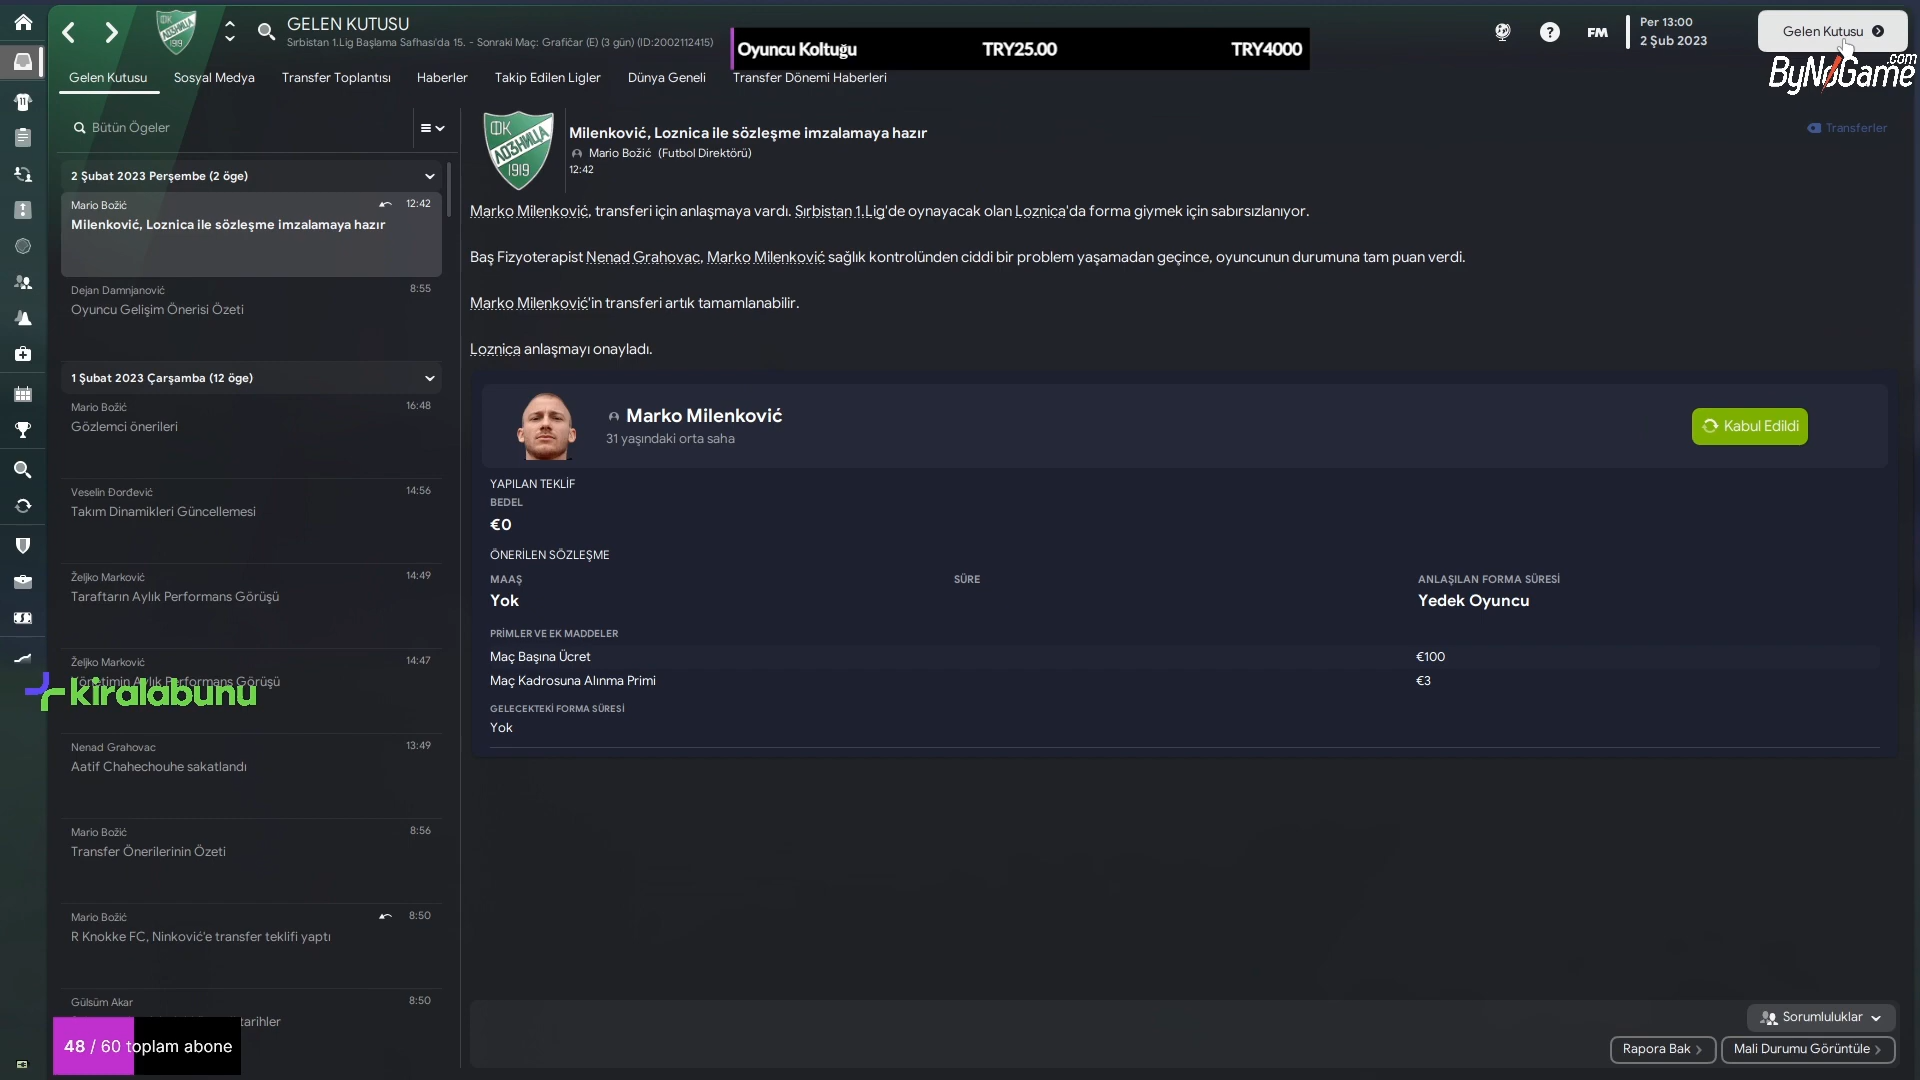 GELEN KUTUSU
Sırbistan 1.Lig Başlama Safhası'da 15. - Sonraki Maç: Grafičar (E) (3 gün) (ID:2002112415)
Oyuncu Koltuğu TRY25.00 TRY4000
FM
Per 13:00
2 Şub 2023
Gelen Kutusu
ByNoGame.com
Gelen Kutusu Sosyal Medya Transfer Toplantısı Haberler Takip Edilen Ligler Dünya Geneli Transfer Dönemi Haberleri
Bütün Ögeler
2 Şubat 2023 Perşembe (2 öge)
Mario Božić 12:42
Milenković, Loznica ile sözleşme imzalamaya hazır
Dejan Damnjanović 8:55
Oyuncu Gelişim Önerisi Özeti
1 Şubat 2023 Çarşamba (12 öge)
Mario Božić 16:48
Gözlemci önerileri
Veselin Đorđević 14:56
Takım Dinamikleri Güncellemesi
Željko Marković 14:49
Taraftarın Aylık Performans Görüşü
Željko Marković 14:47
Yönetimin Aylık Performans Görüşü
kiralabunu
Nenad Grahovac 13:49
Aatif Chahechouhe sakatlandı
Mario Božić 8:56
Transfer Önerilerinin Özeti
Mario Božić 8:50
R Knokke FC, Ninković'e transfer teklifi yaptı
Gülsüm Akar 8:50
tarihler
48 / 60 toplam abone
ФК
ЛОЗНИЦА
1919
Milenković, Loznica ile sözleşme imzalamaya hazır
Mario Božić (Futbol Direktörü)
12:42
Transferler
Marko Milenković, transferi için anlaşmaya vardı. Sırbistan 1.Lig'de oynayacak olan Loznica'da forma giymek için sabırsızlanıyor.
Baş Fizyoterapist Nenad Grahovac, Marko Milenković sağlık kontrolünden ciddi bir problem yaşamadan geçince, oyuncunun durumuna tam puan verdi.
Marko Milenković'in transferi artık tamamlanabilir.
Loznica anlaşmayı onayladı.
Marko Milenković
31 yaşındaki orta saha
Kabul Edildi
YAPILAN TEKLİF
BEDEL
€0
ÖNERİLEN SÖZLEŞME
MAAŞ SÜRE ANLAŞILAN FORMA SÜRESİ
Yok Yedek Oyuncu
PRİMLER VE EK MADDELER
Maç Başına Ücret €100
Maç Kadrosuna Alınma Primi €3
GELECEKTEKİ FORMA SÜRESİ
Yok
Sorumluluklar
Rapora Bak Mali Durumu Görüntüle